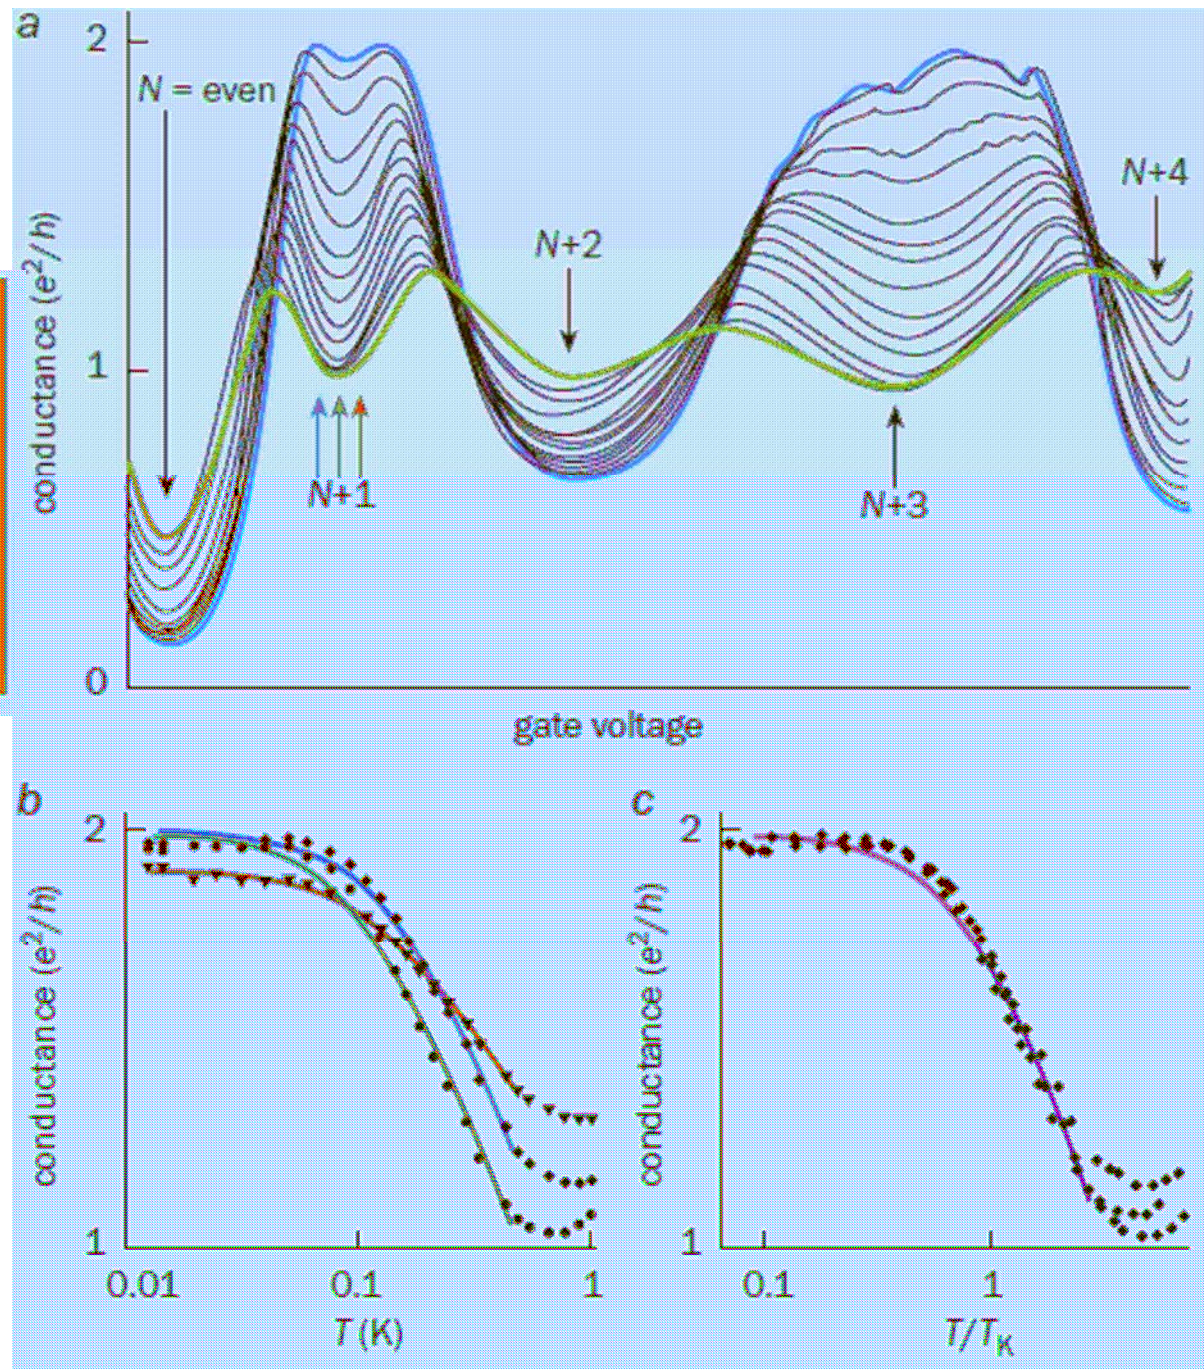 a
2
N = even
N+4
N+2
1
N+1
N+3
0
conductance (e²/h)
gate voltage
b
2
1
0.01 0.1 1
conductance (e²/h)
T (K)
c
2
1
0.1 1
conductance (e²/h)
T/T_K